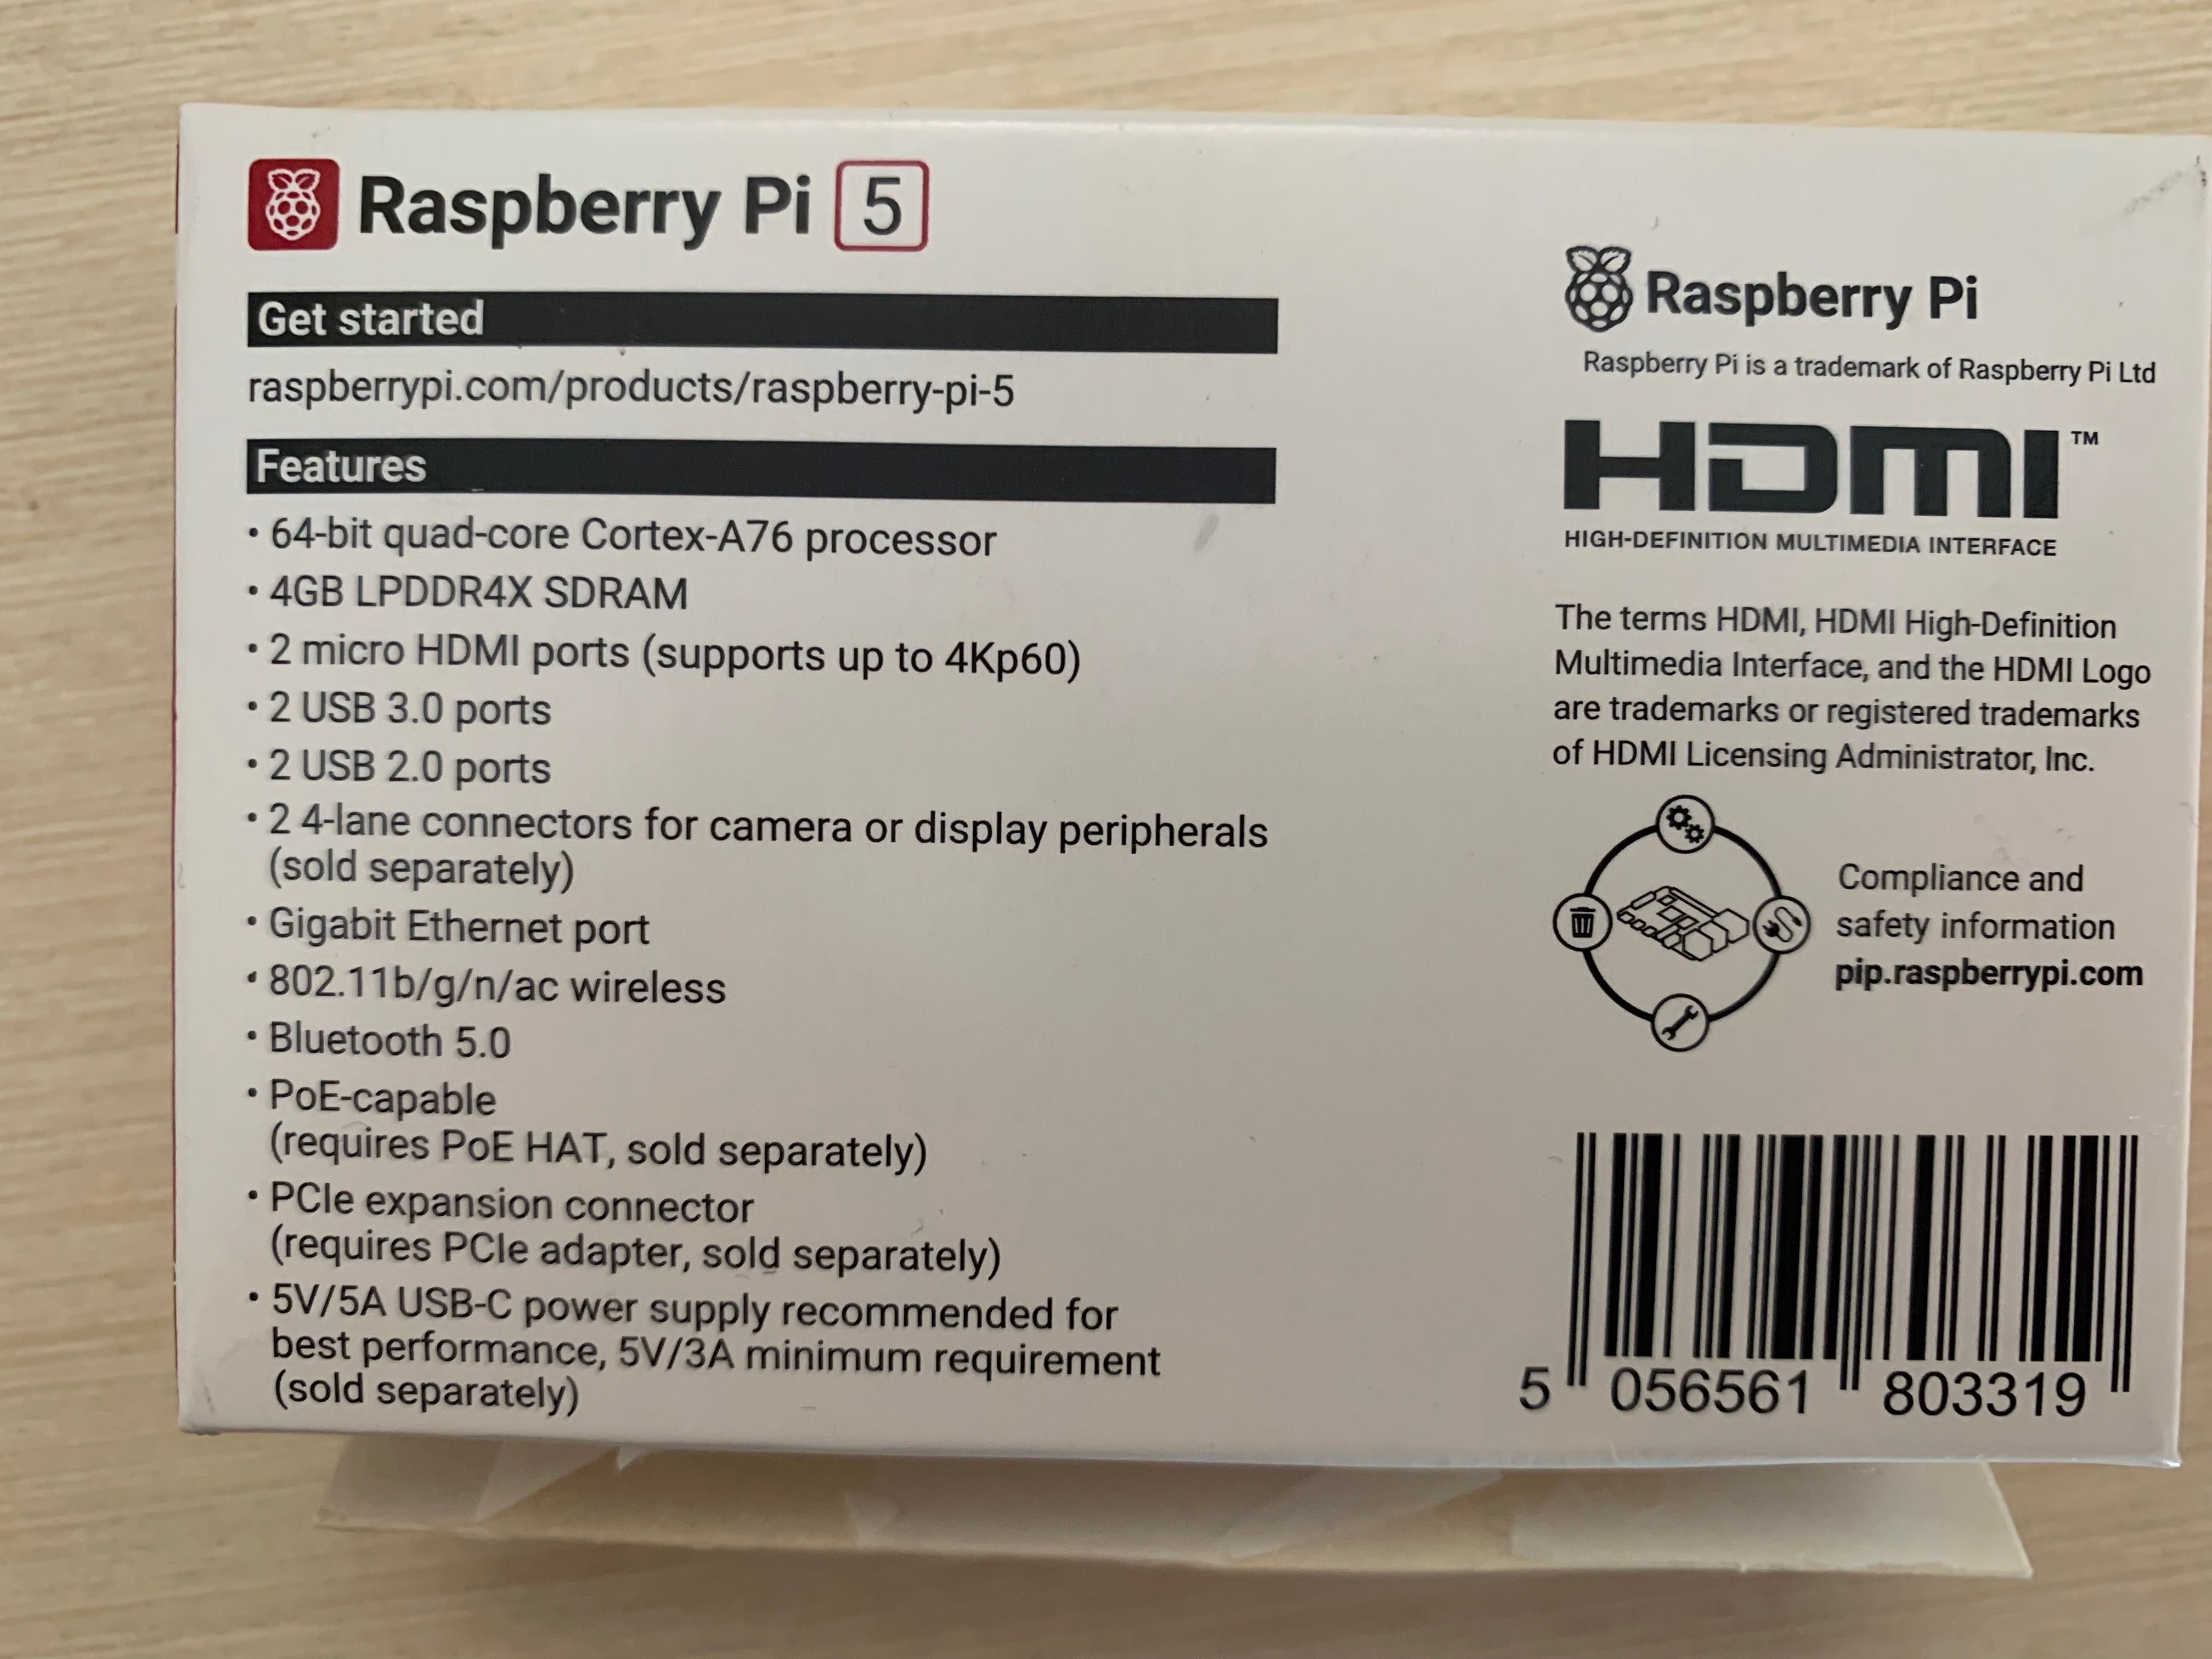 Raspberry Pi 5
Get started
raspberrypi.com/products/raspberry-pi-5
Features
• 64-bit quad-core Cortex-A76 processor
• 4GB LPDDR4X SDRAM
• 2 micro HDMI ports (supports up to 4Kp60)
• 2 USB 3.0 ports
• 2 USB 2.0 ports
• 2 4-lane connectors for camera or display peripherals
(sold separately)
• Gigabit Ethernet port
• 802.11b/g/n/ac wireless
• Bluetooth 5.0
• PoE-capable
(requires PoE HAT, sold separately)
• PCIe expansion connector
(requires PCIe adapter, sold separately)
• 5V/5A USB-C power supply recommended for
best performance, 5V/3A minimum requirement
(sold separately)
Raspberry Pi
Raspberry Pi is a trademark of Raspberry Pi Ltd
HDMI™
HIGH-DEFINITION MULTIMEDIA INTERFACE
The terms HDMI, HDMI High-Definition
Multimedia Interface, and the HDMI Logo
are trademarks or registered trademarks
of HDMI Licensing Administrator, Inc.
Compliance and
safety information
pip.raspberrypi.com
5 056561 803319